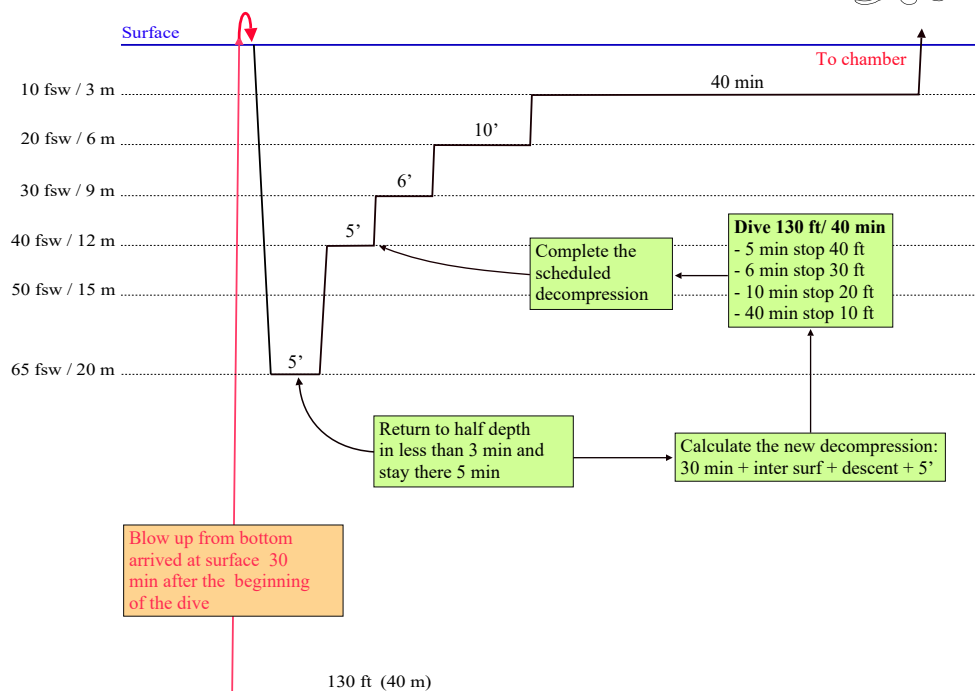 Surface
To chamber
10 fsw / 3 m
40 min
20 fsw / 6 m
10’
30 fsw / 9 m
6’
40 fsw / 12 m
5’
50 fsw / 15 m
65 fsw / 20 m
5’
Complete the
scheduled
decompression
Dive 130 ft/ 40 min
- 5 min stop 40 ft
- 6 min stop 30 ft
- 10 min stop 20 ft
- 40 min stop 10 ft
Return to half depth
in less than 3 min and
stay there 5 min
Calculate the new decompression:
30 min + inter surf + descent + 5’
Blow up from bottom
arrived at surface 30
min after the beginning
of the dive
130 ft (40 m)